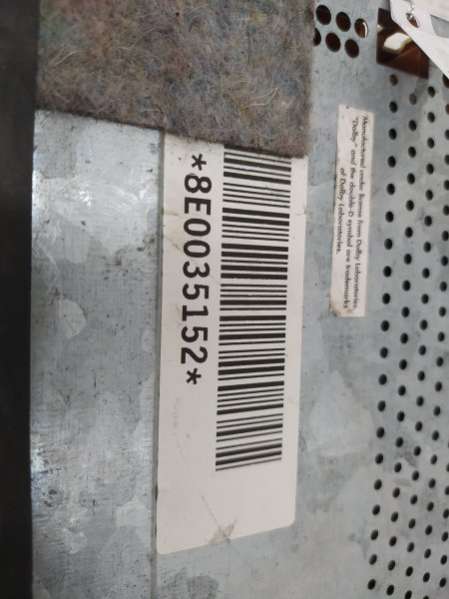 *8E0035152*
Manufactured under license from Dolby Laboratories.
"Dolby" and the double-D symbol are trademarks
of Dolby Laboratories.